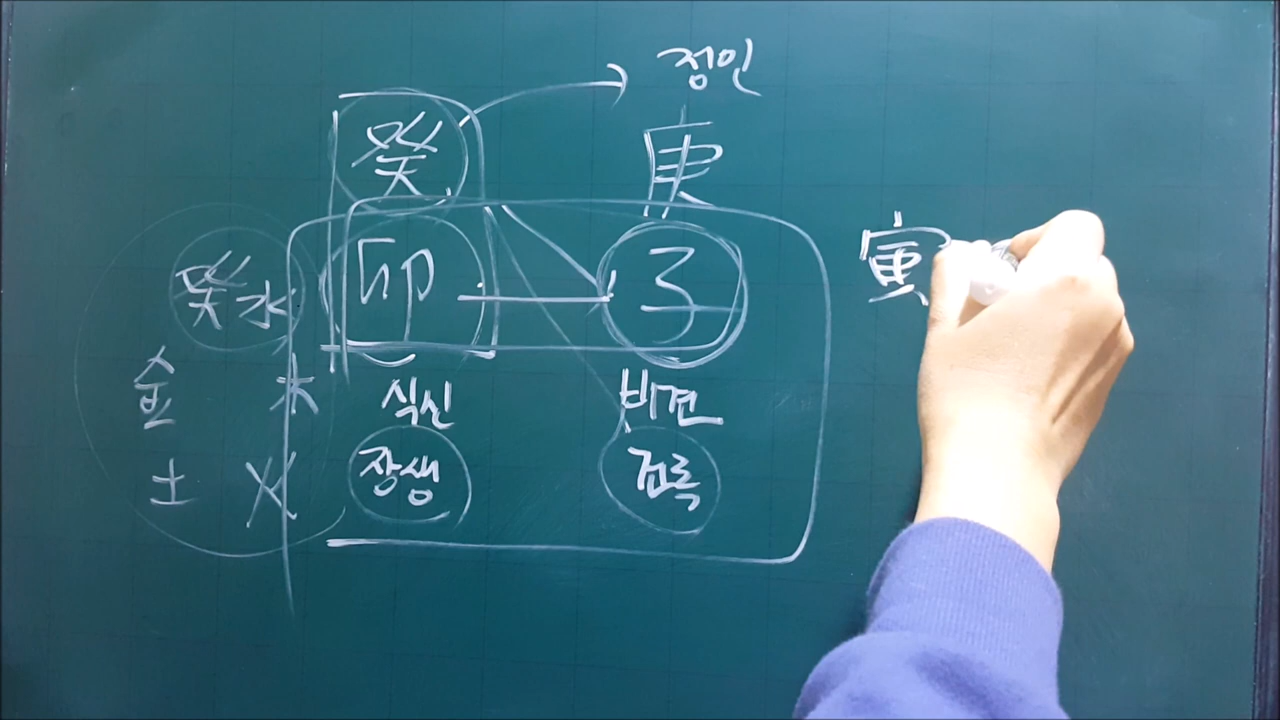 정인
癸 庚
卯 子 寅
癸水
金 木
식신 비견
土 火
장생 건록